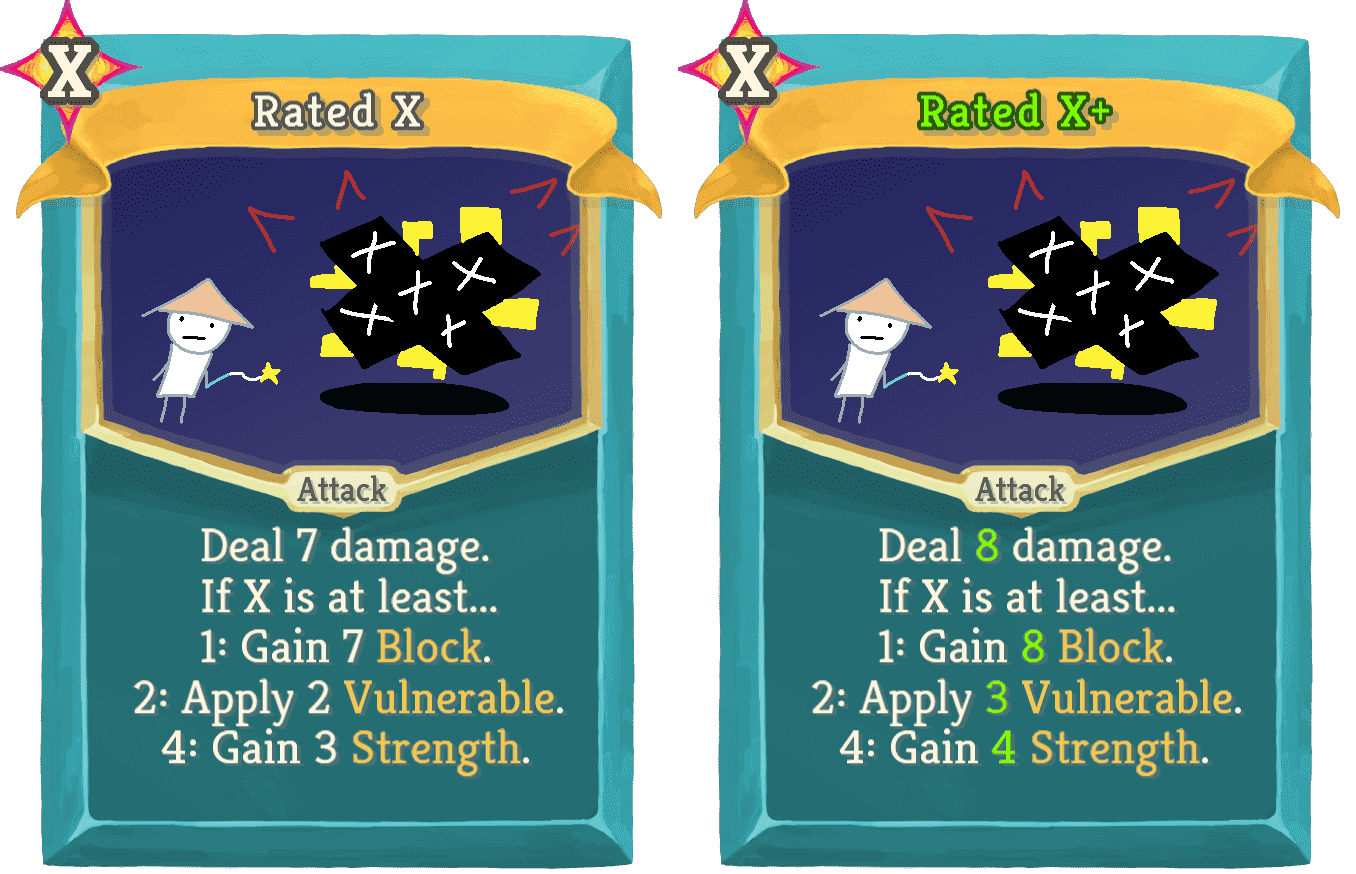 X
Rated X
Attack
Deal 7 damage.
If X is at least...
1: Gain 7 Block.
2: Apply 2 Vulnerable.
4: Gain 3 Strength.
X
Rated X+
Attack
Deal 8 damage.
If X is at least...
1: Gain 8 Block.
2: Apply 3 Vulnerable.
4: Gain 4 Strength.